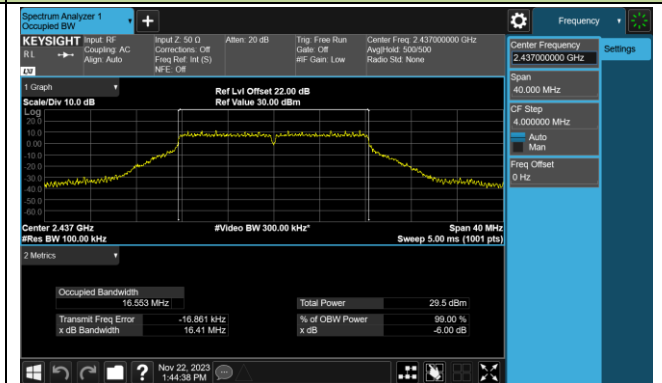 Spectrum Analyzer 1
Occupied BW
Frequency
KEYSIGHT
RL
LXI
Input: RF
Coupling: AC
Align: Auto
Input Z: 50 Ω
Corrections: Off
Freq Ref: Int (S)
NFE: Off
Atten: 20 dB
Trig: Free Run
Gate: Off
#IF Gain: Low
Center Freq: 2.437000000 GHz
Avg|Hold: 500/500
Radio Std: None
Center Frequency
2.437000000 GHz
Settings
Span
40.000 MHz
CF Step
4.000000 MHz
Auto
Man
Freq Offset
0 Hz
1 Graph
Scale/Div 10.0 dB
Ref Lvl Offset 22.00 dB
Ref Value 30.00 dBm
Log
20.0
10.0
0.00
-10.0
-20.0
-30.0
-40.0
-50.0
-60.0
Center 2.437 GHz
#Video BW 300.00 kHz*
Span 40 MHz
#Res BW 100.00 kHz
Sweep 5.00 ms (1001 pts)
2 Metrics
Occupied Bandwidth
16.553 MHz
Total Power 29.5 dBm
Transmit Freq Error -16.861 kHz
% of OBW Power 99.00 %
x dB Bandwidth 16.41 MHz
x dB -6.00 dB
?
Nov 22, 2023
1:44:38 PM